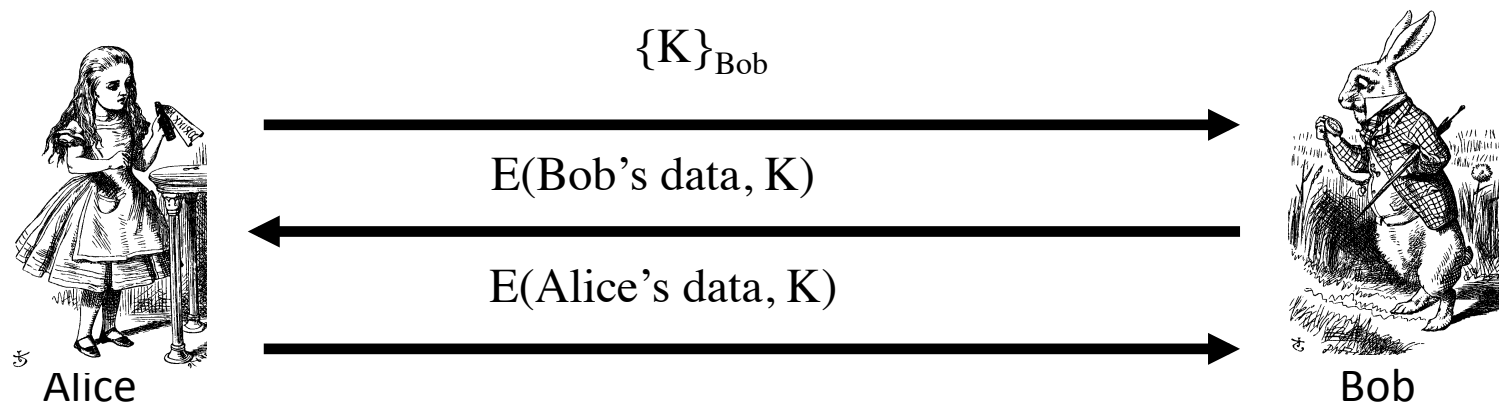 {K}Bob
E(Bob’s data, K)
E(Alice’s data, K)
Alice
Bob